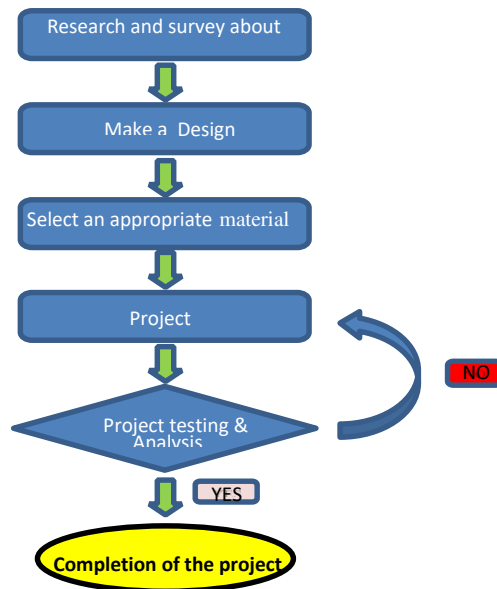 Research and survey about
Make a Design
Select an appropriate material
Project
NO
Project testing &
Analysis
YES
Completion of the project